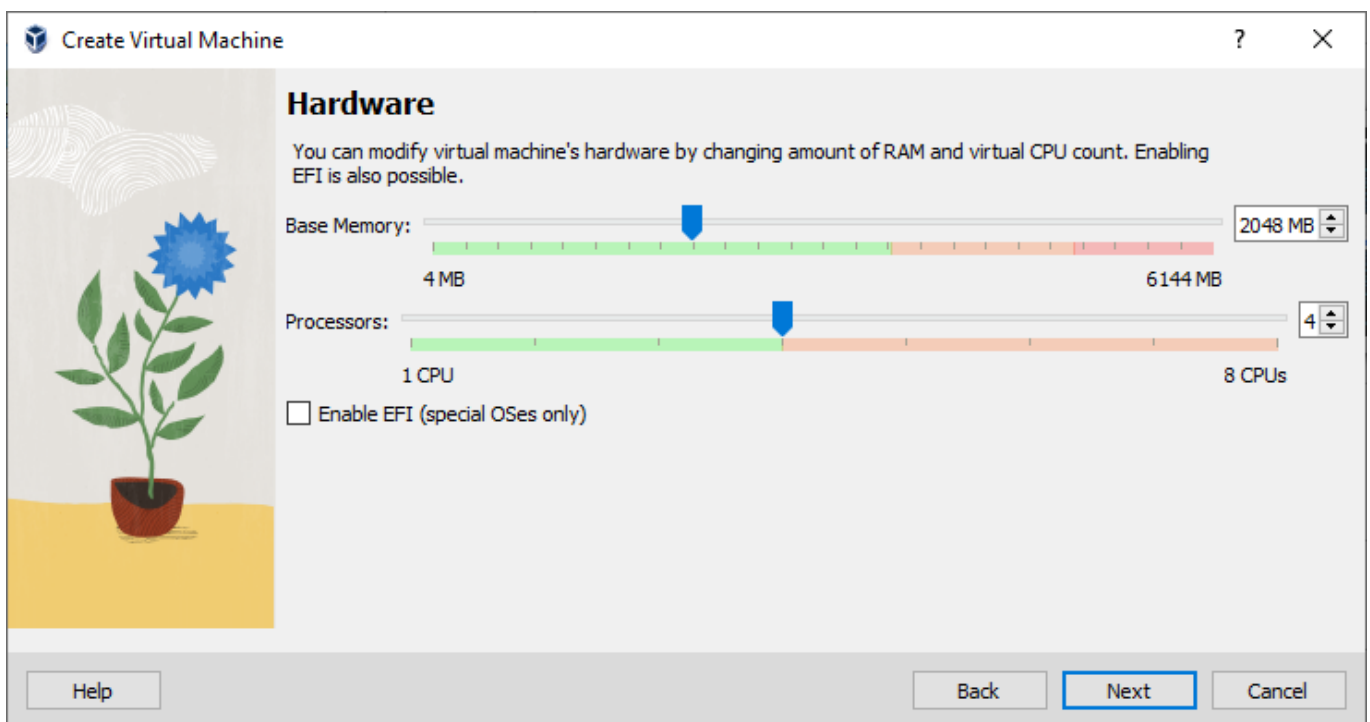 Create Virtual Machine
?
Hardware
You can modify virtual machine's hardware by changing amount of RAM and virtual CPU count. Enabling
EFI is also possible.
Base Memory:
2048 MB
4 MB
6144 MB
Processors:
4
1 CPU
8 CPUs
Enable EFI (special OSes only)
Help
Back
Next
Cancel